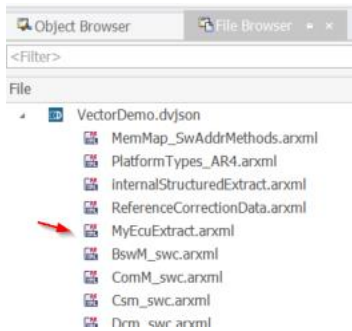 Object Browser
File Browser
<Filter>
File
VectorDemo.dvjson
MemMap_SwAddrMethods.arxml
PlatformTypes_AR4.arxml
InternalStructuredExtract.arxml
ReferenceCorrectionData.arxml
MyEcuExtract.arxml
BswM_swc.arxml
ComM_swc.arxml
Csm_swc.arxml
Dcm_swc.arxml